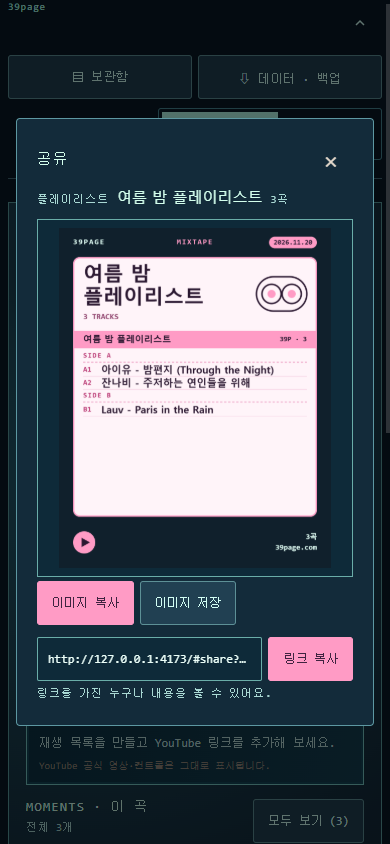 39page
▤ 보관함
⇩ 데이터 · 백업
공유
×
플레이리스트 여름 밤 플레이리스트 3곡
39PAGE
MIXTAPE
2026.11.20
여름 밤
플레이리스트
3 TRACKS
여름 밤 플레이리스트
39P · 3
SIDE A
A1 아이유 - 밤편지 (Through the Night)
A2 잔나비 - 주저하는 연인들을 위해
SIDE B
B1 Lauv - Paris in the Rain
3곡
39page.com
이미지 복사
이미지 저장
http://127.0.0.1:4173/#share?…
링크 복사
링크를 가진 누구나 내용을 볼 수 있어요.
재생 목록을 만들고 YouTube 링크를 추가해 보세요.
YouTube 공식 영상·컨트롤은 그대로 표시됩니다.
MOMENTS · 이 곡
전체 3개
모두 보기 (3)